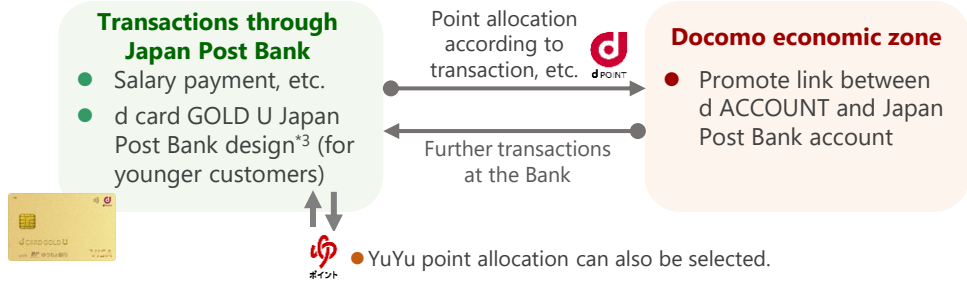 Transactions through
Japan Post Bank
● Salary payment, etc.
● d card GOLD U Japan
Post Bank design*3 (for
younger customers)
Point allocation
according to
transaction, etc.
d POINT
Further transactions
at the Bank
Docomo economic zone
● Promote link between
d ACCOUNT and Japan
Post Bank account
d CARD GOLD U
VISA
ポイント
● YuYu point allocation can also be selected.